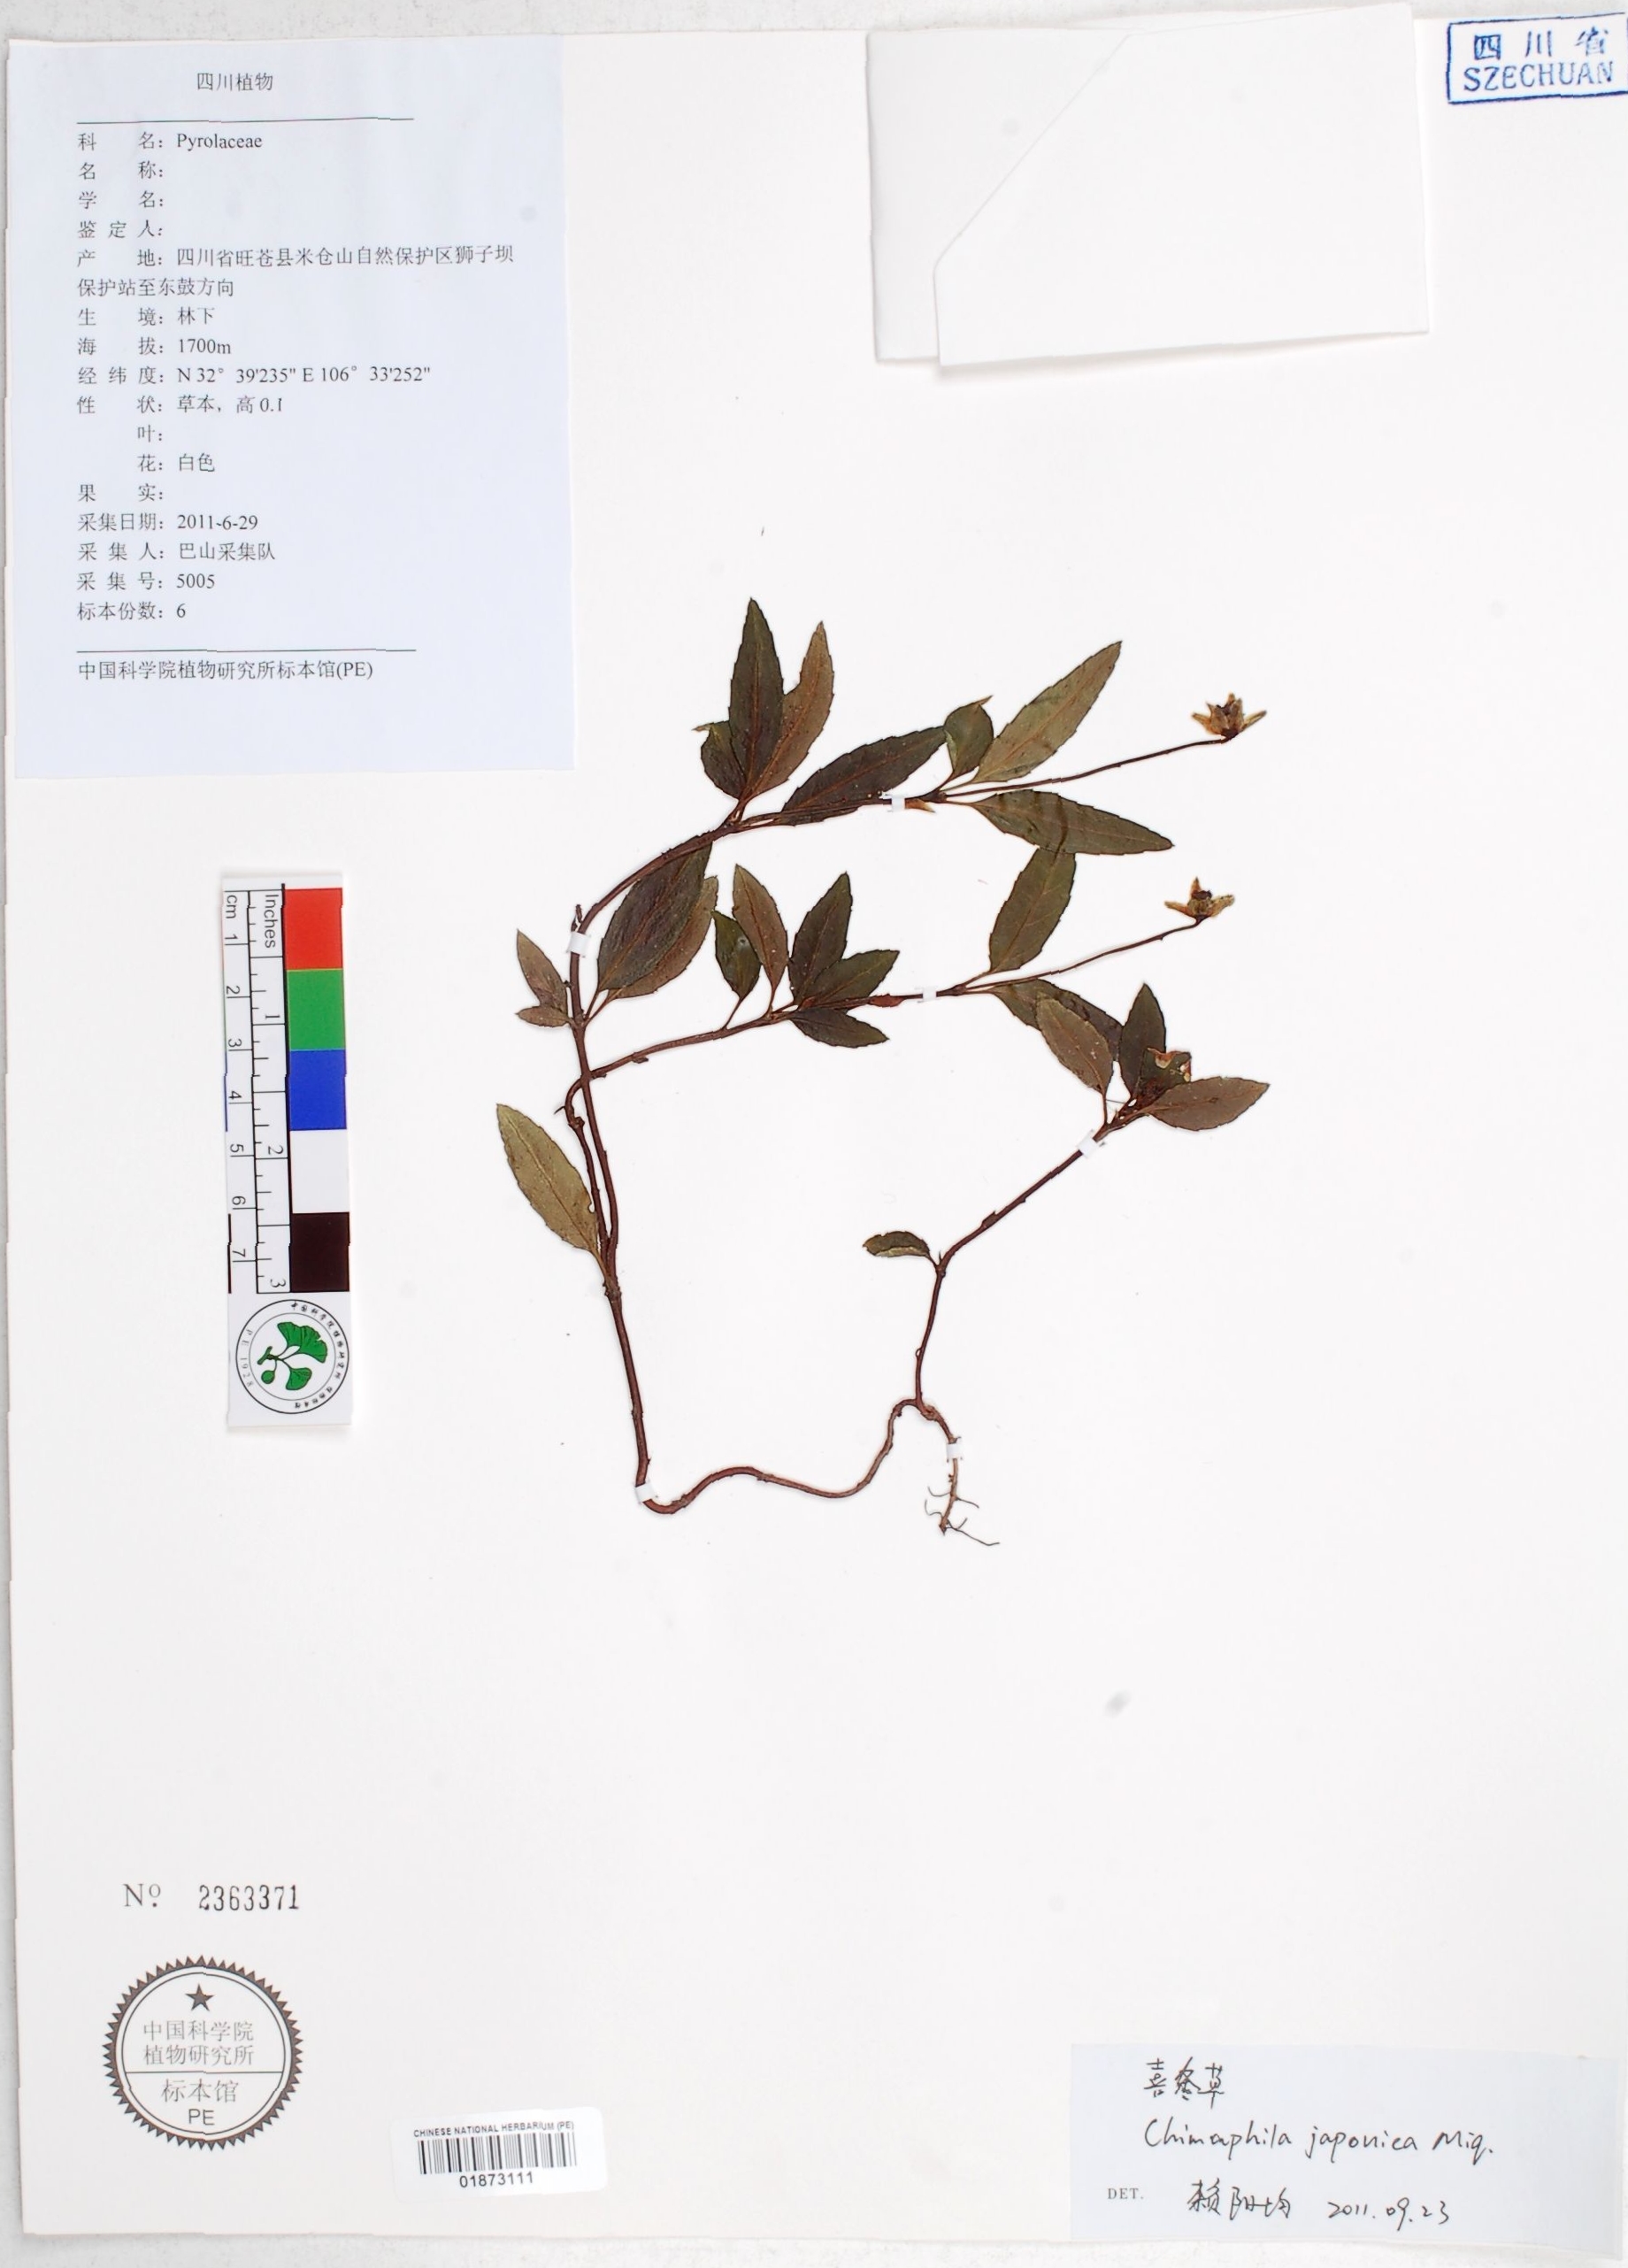 四川植物
科 名：Pyrolaceae
名 称：
学 名：
鉴 定 人：
产 地：四川省旺苍县米仓山自然保护区狮子坝
保护站至东鼓方向
生 境：林下
海 拔：1700m
经 纬 度：N 32°39'235" E 106°33'252"
性 状：草本，高 0.1
叶：
花：白色
果 实：
采集日期：2011-6-29
采 集 人：巴山采集队
采 集 号：5005
标本份数：6
中国科学院植物研究所标本馆(PE)
四川省
SZECHUAN
cm 1 2 3 4 5 6 7
Inches 1 2 3
PE 1928
№ 2363371
中国科学院
植物研究所
标本馆
PE
CHINESE NATIONAL HERBARIUM (PE)
01873111
喜冬草
Chimaphila japonica Miq.
DET. 赖阳均 2011.09.23